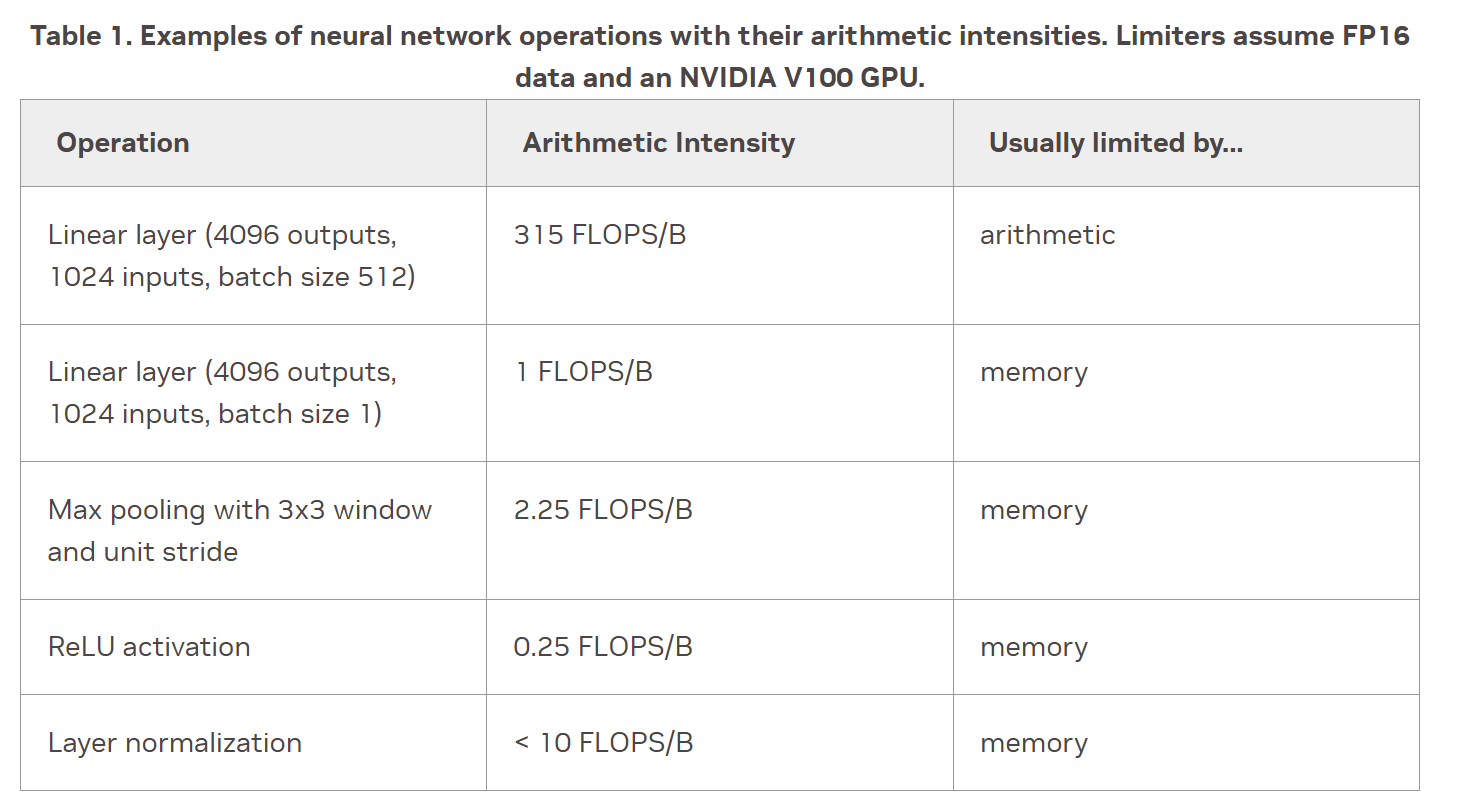 Table 1. Examples of neural network operations with their arithmetic intensities. Limiters assume FP16
data and an NVIDIA V100 GPU.
Operation Arithmetic Intensity Usually limited by...
Linear layer (4096 outputs, 315 FLOPS/B arithmetic
1024 inputs, batch size 512)
Linear layer (4096 outputs, 1 FLOPS/B memory
1024 inputs, batch size 1)
Max pooling with 3x3 window 2.25 FLOPS/B memory
and unit stride
ReLU activation 0.25 FLOPS/B memory
Layer normalization < 10 FLOPS/B memory